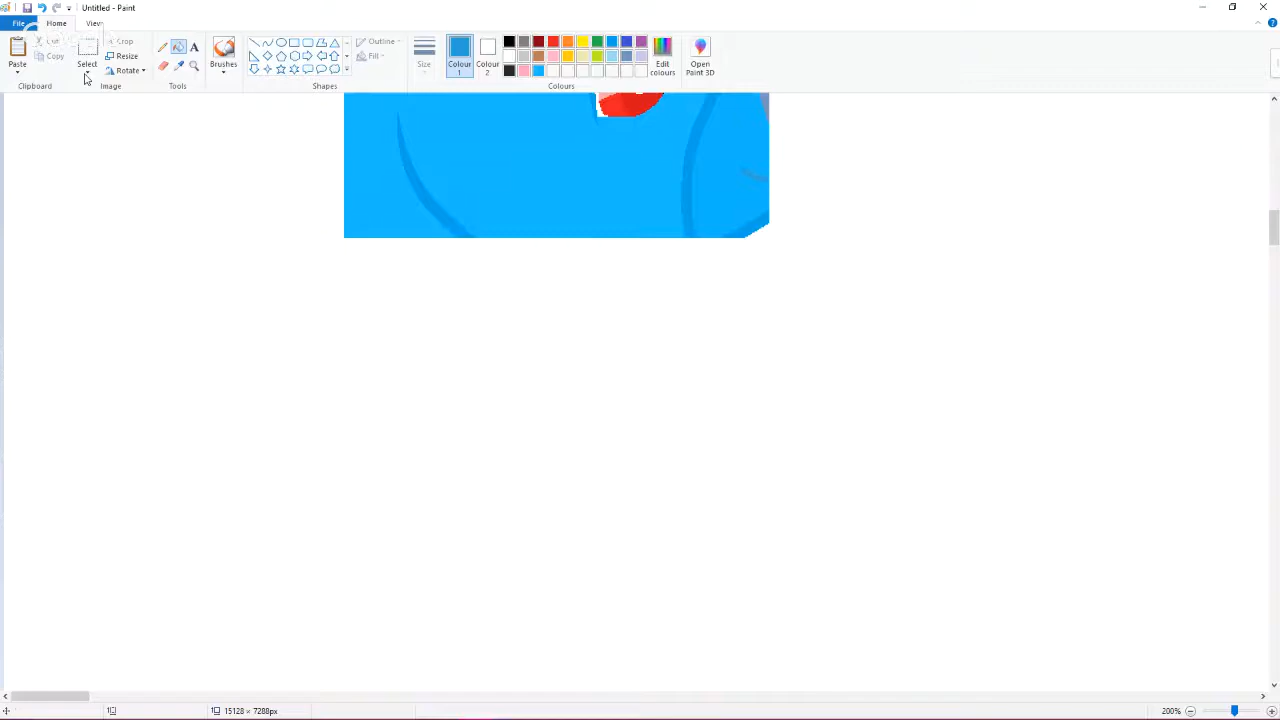 Untitled - Paint
File Home View
Paste Cut Copy
Clipboard
Select Crop Resize Rotate
Image
A
Tools
Brushes
Shapes
Outline
Fill
Size
Colour 1
Colour 2
Edit colours
Colours
Open Paint 3D
15128 × 7288px
200%